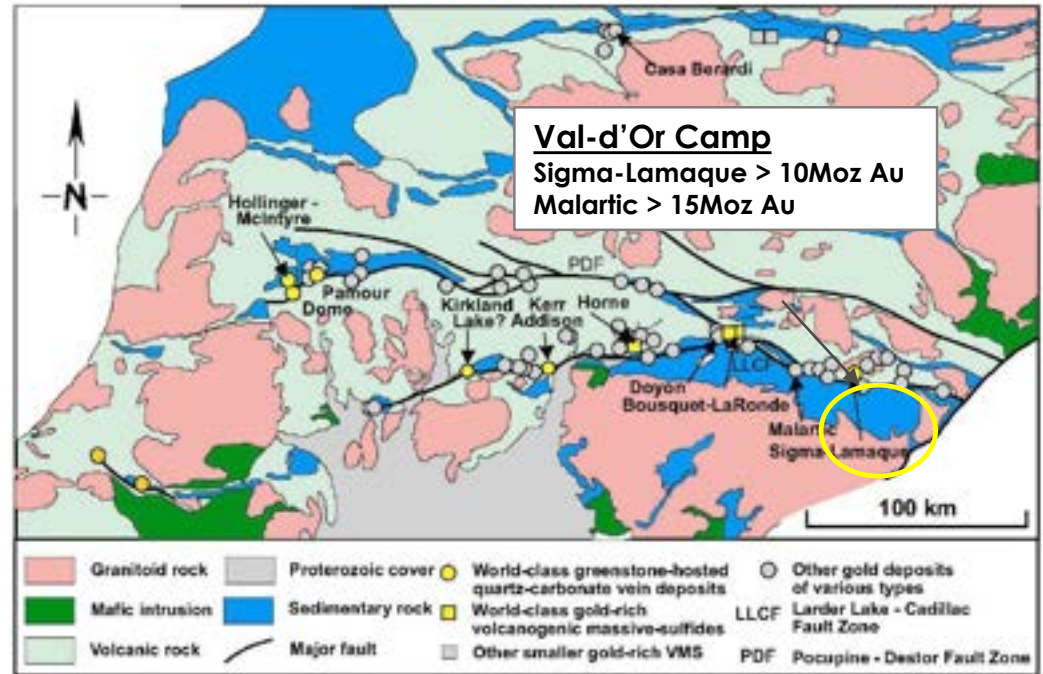 Casa Berardi
Val-d'Or Camp
Sigma-Lamaque > 10Moz Au
Malartic > 15Moz Au
N
Hollinger -
McIntyre
PDF
Pamour
Dome
Kirkland
Lake?
Kerr
Addison
Horne
LLCF
Doyon
Bousquet-LaRonde
Malartic
Sigma-Lamaque
100 km
Granitoid rock
Mafic intrusion
Volcanic rock
Proterozoic cover
Sedimentary rock
Major fault
World-class greenstone-hosted
quartz-carbonate vein deposits
World-class gold-rich
volcanogenic massive-sulfides
Other smaller gold-rich VMS
Other gold deposits
of various types
LLCF Larder Lake - Cadillac
Fault Zone
PDF Pocupine - Destor Fault Zone